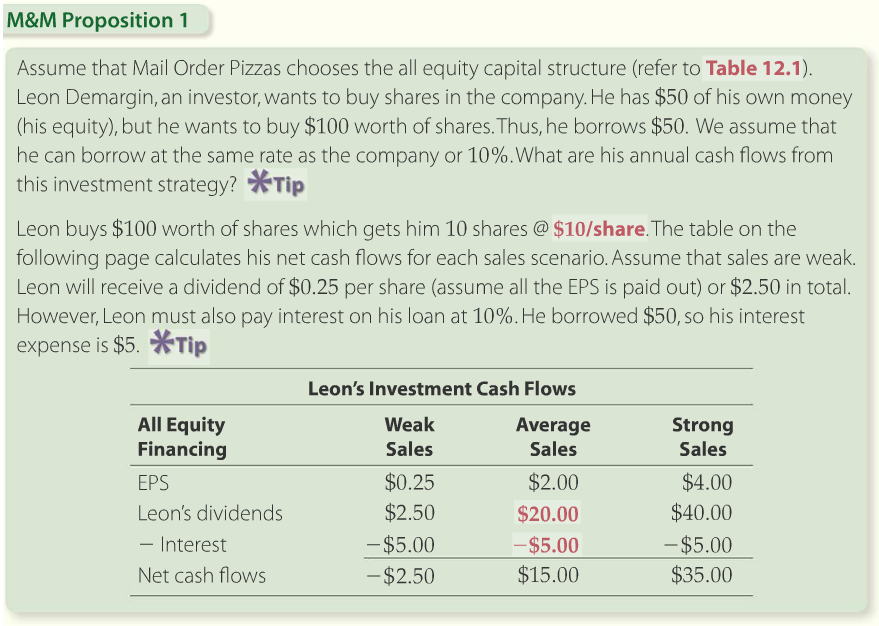 M&M Proposition 1
Assume that Mail Order Pizzas chooses the all equity capital structure (refer to Table 12.1).
Leon Demargin, an investor, wants to buy shares in the company. He has $50 of his own money
(his equity), but he wants to buy $100 worth of shares. Thus, he borrows $50. We assume that
he can borrow at the same rate as the company or 10%. What are his annual cash flows from
this investment strategy? *Tip
Leon buys $100 worth of shares which gets him 10 shares @ $10/share. The table on the
following page calculates his net cash flows for each sales scenario. Assume that sales are weak.
Leon will receive a dividend of $0.25 per share (assume all the EPS is paid out) or $2.50 in total.
However, Leon must also pay interest on his loan at 10%. He borrowed $50, so his interest
expense is $5. *Tip
Leon's Investment Cash Flows
All Equity Weak Average Strong
Financing Sales Sales Sales
EPS $0.25 $2.00 $4.00
Leon's dividends $2.50 $20.00 $40.00
− Interest −$5.00 −$5.00 −$5.00
Net cash flows −$2.50 $15.00 $35.00